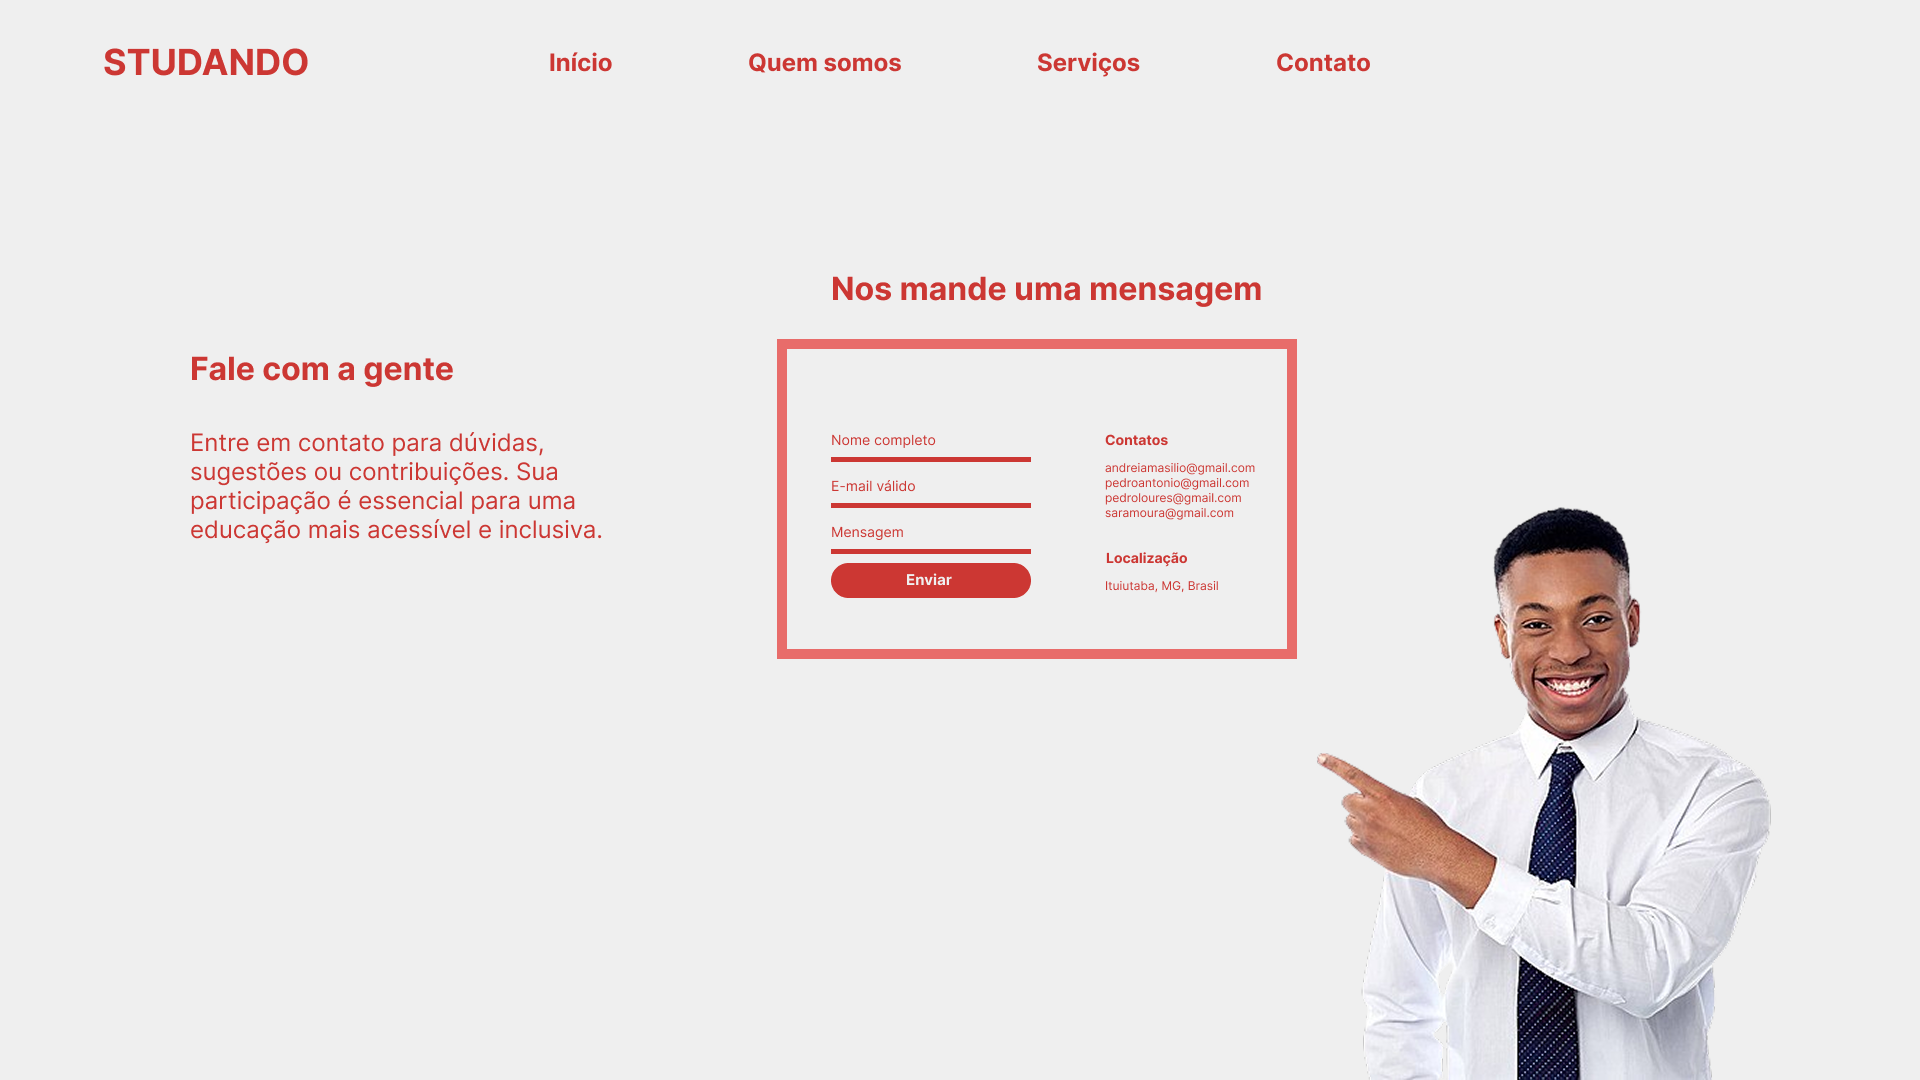 STUDANDO
Início
Quem somos
Serviços
Contato
Fale com a gente
Entre em contato para dúvidas,
sugestões ou contribuições. Sua
participação é essencial para uma
educação mais acessível e inclusiva.
Nos mande uma mensagem
Nome completo
E-mail válido
Mensagem
Enviar
Contatos
andreiamasilio@gmail.com
pedroantonio@gmail.com
pedroloures@gmail.com
saramoura@gmail.com
Localização
Ituiutaba, MG, Brasil